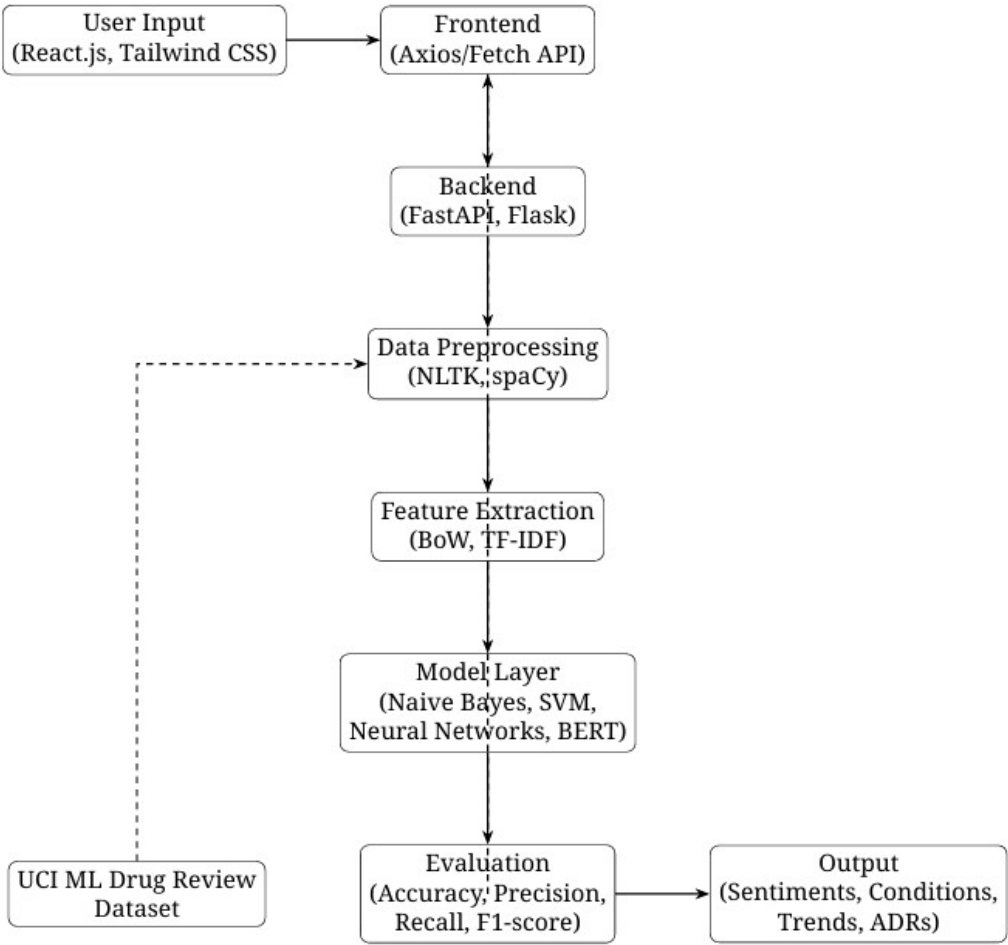 User Input
(React.js, Tailwind CSS)
Frontend
(Axios/Fetch API)
Backend
(FastAPI, Flask)
Data Preprocessing
(NLTK, spaCy)
Feature Extraction
(BoW, TF-IDF)
Model Layer
(Naive Bayes, SVM,
Neural Networks, BERT)
UCI ML Drug Review
Dataset
Evaluation
(Accuracy, Precision,
Recall, F1-score)
Output
(Sentiments, Conditions,
Trends, ADRs)